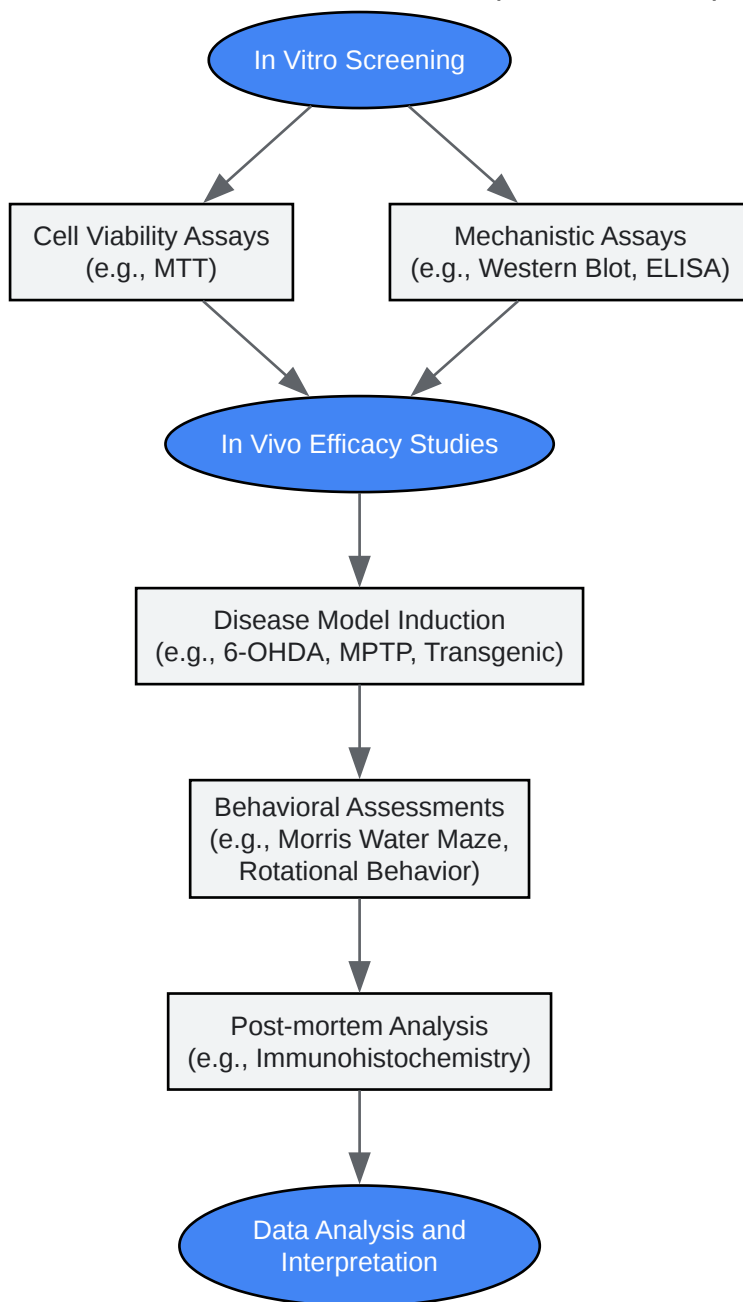 In Vitro Screening
Cell Viability Assays
(e.g., MTT)
Mechanistic Assays
(e.g., Western Blot, ELISA)
In Vivo Efficacy Studies
Disease Model Induction
(e.g., 6-OHDA, MPTP, Transgenic)
Behavioral Assessments
(e.g., Morris Water Maze,
Rotational Behavior)
Post-mortem Analysis
(e.g., Immunohistochemistry)
Data Analysis and
Interpretation